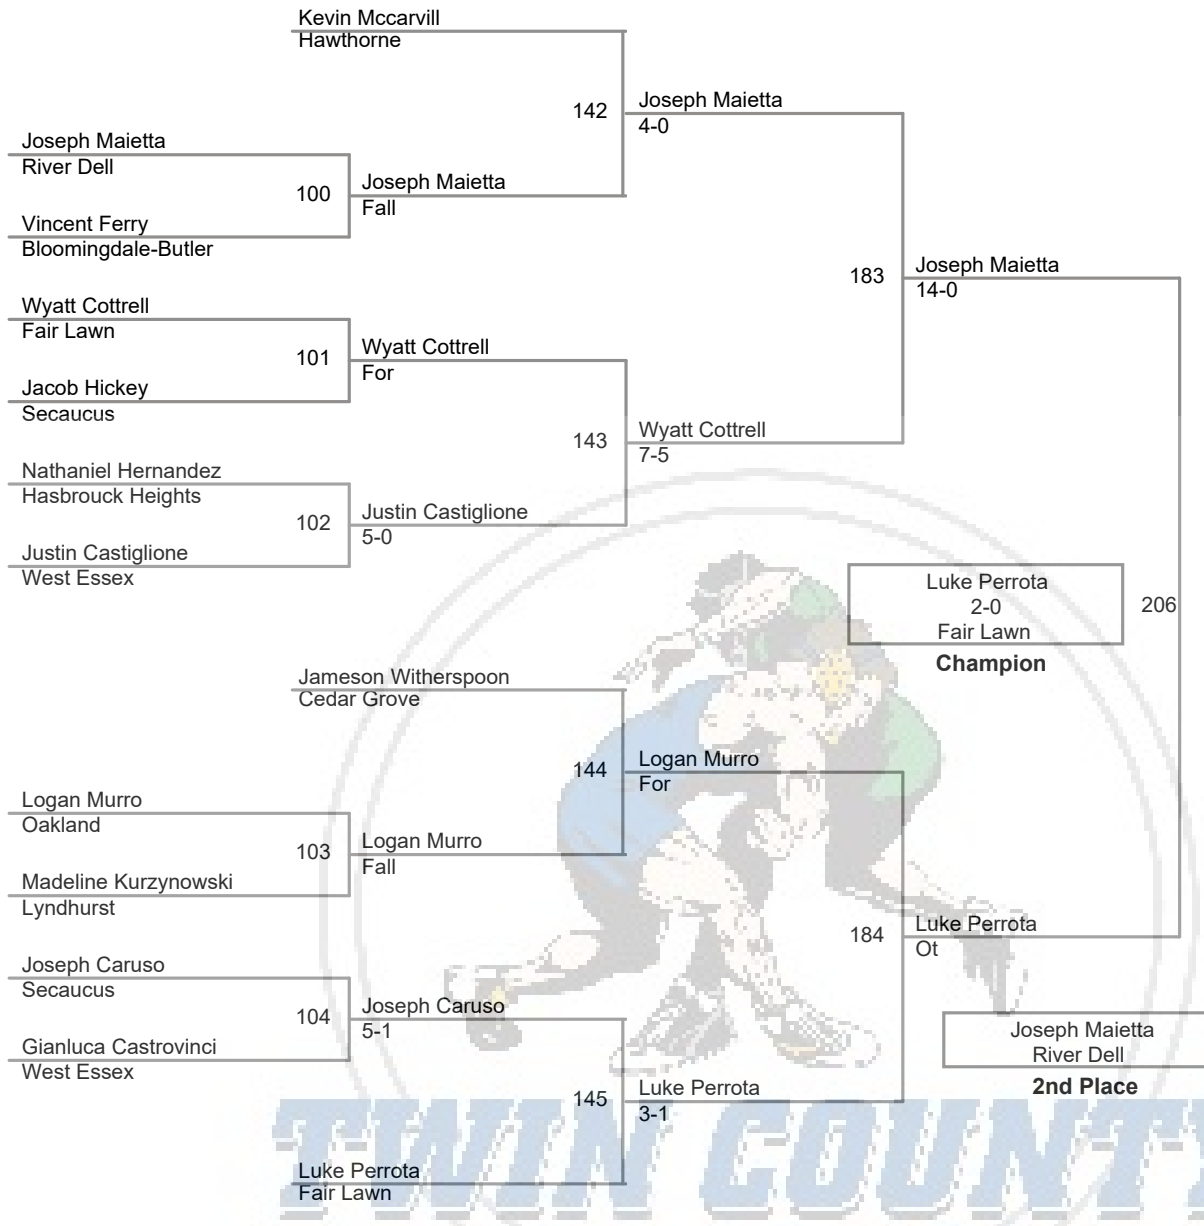 Kevin Mccarvill
Hawthorne
142
Joseph Maietta
4-0
Joseph Maietta
River Dell
100
Joseph Maietta
Fall
Vincent Ferry
Bloomingdale-Butler
183
Joseph Maietta
14-0
Wyatt Cottrell
Fair Lawn
101
Wyatt Cottrell
For
Jacob Hickey
Secaucus
143
Wyatt Cottrell
7-5
Nathaniel Hernandez
Hasbrouck Heights
102
Justin Castiglione
5-0
Justin Castiglione
West Essex
Luke Perrota
2-0
Fair Lawn
206
Champion
Jameson Witherspoon
Cedar Grove
144
Logan Murro
For
Logan Murro
Oakland
103
Logan Murro
Fall
Madeline Kurzynowski
Lyndhurst
184
Luke Perrota
Ot
Joseph Caruso
Secaucus
104
Joseph Caruso
5-1
Gianluca Castrovinci
West Essex
Joseph Maietta
River Dell
2nd Place
145
Luke Perrota
3-1
Luke Perrota
Fair Lawn
TWIN COUNTY